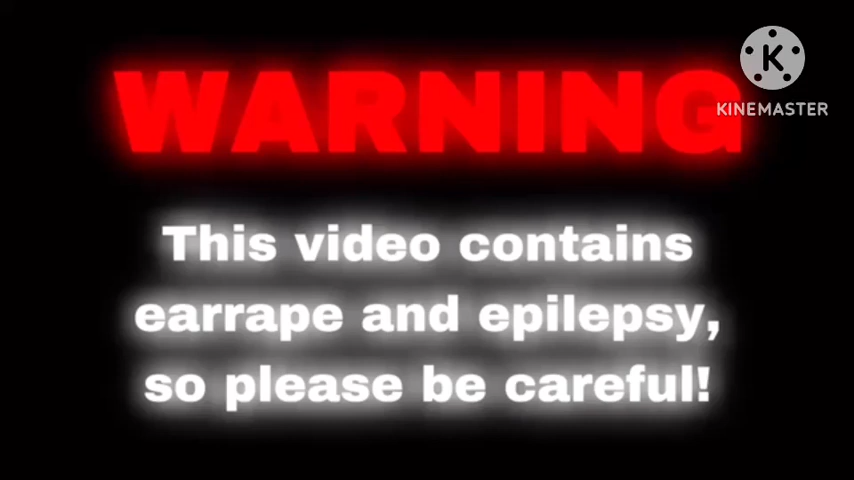 WARNING
KINEMASTER
This video contains
earrape and epilepsy,
so please be careful!